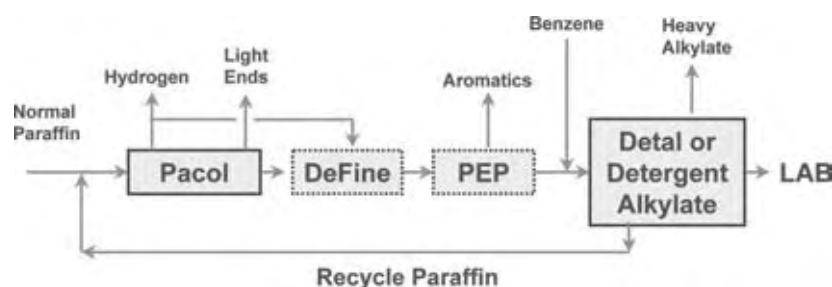 Benzene
Heavy
Alkylate
Light
Ends
Hydrogen
Aromatics
Normal
Paraffin
Pacol
DeFine
PEP
Detal or
Detergent
Alkylate
LAB
Recycle Paraffin